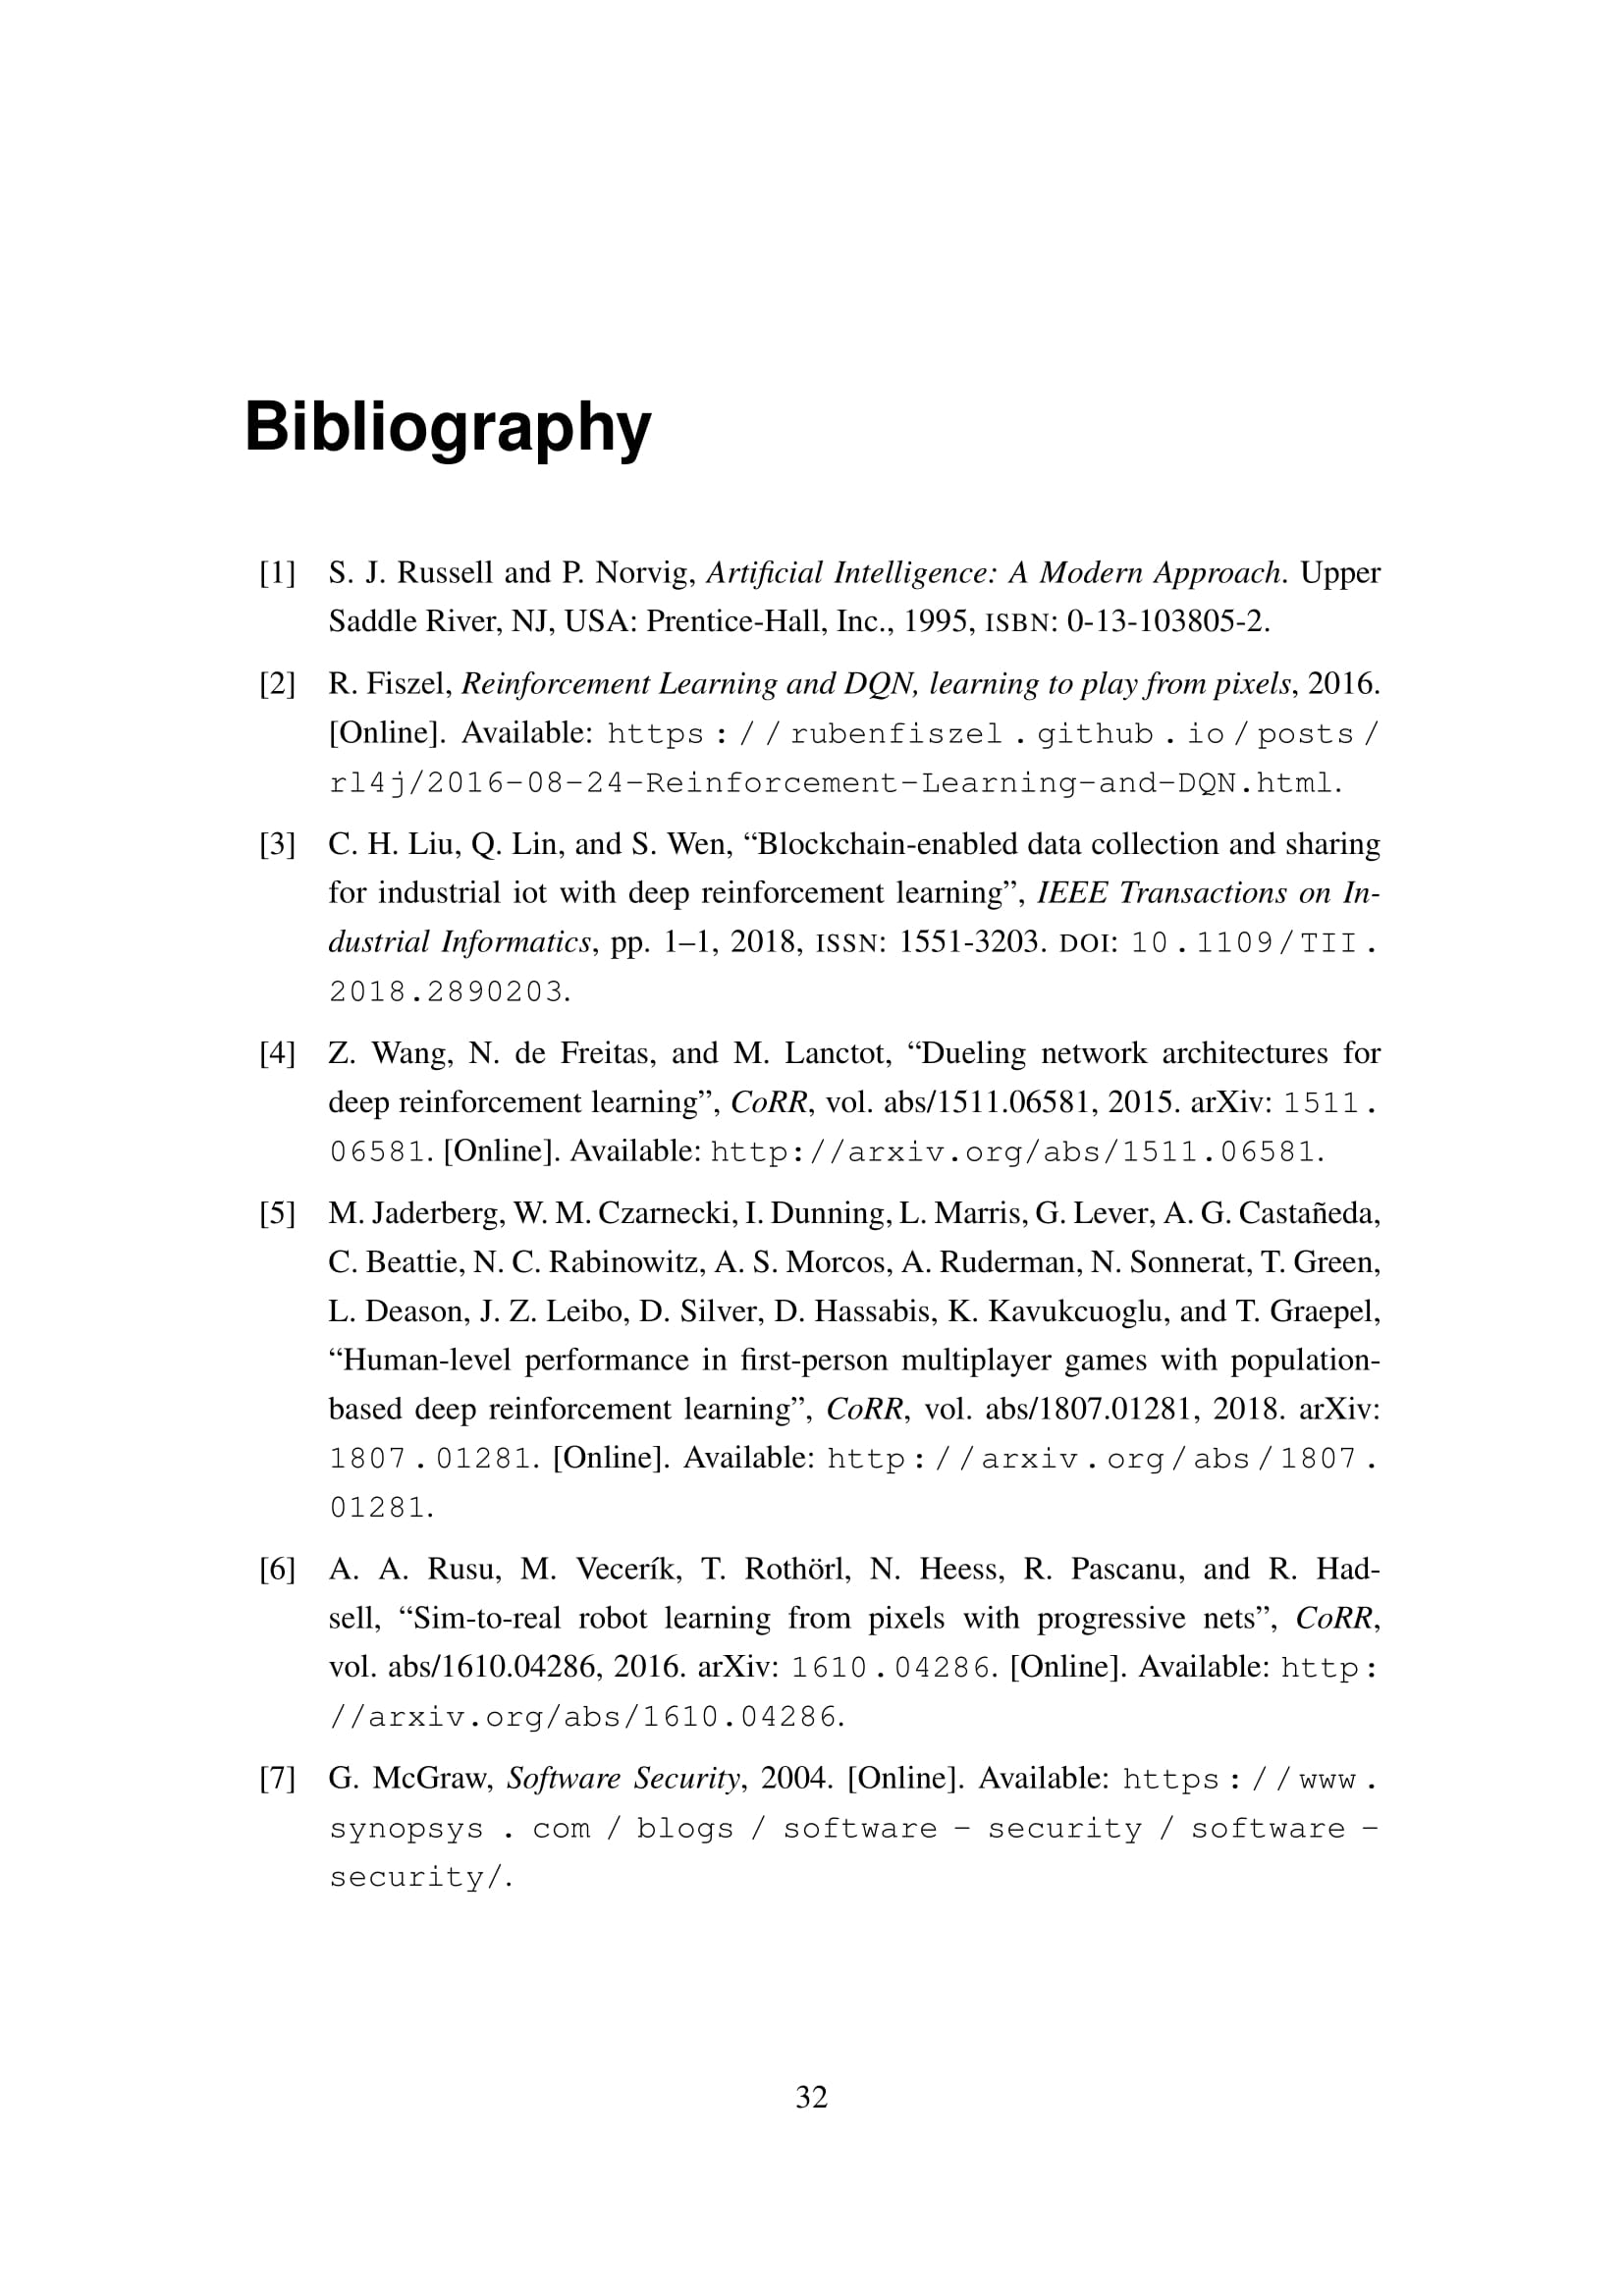 Bibliography
[1] S. J. Russell and P. Norvig, Artificial Intelligence: A Modern Approach. Upper
Saddle River, NJ, USA: Prentice-Hall, Inc., 1995, ISBN: 0-13-103805-2.
[2] R. Fiszel, Reinforcement Learning and DQN, learning to play from pixels, 2016.
[Online]. Available: https://rubenfiszel.github.io/posts/
rl4j/2016-08-24-Reinforcement-Learning-and-DQN.html.
[3] C. H. Liu, Q. Lin, and S. Wen, “Blockchain-enabled data collection and sharing
for industrial iot with deep reinforcement learning”, IEEE Transactions on In-
dustrial Informatics, pp. 1–1, 2018, ISSN: 1551-3203. DOI: 10.1109/TII.
2018.2890203.
[4] Z. Wang, N. de Freitas, and M. Lanctot, “Dueling network architectures for
deep reinforcement learning”, CoRR, vol. abs/1511.06581, 2015. arXiv: 1511.
06581. [Online]. Available: http://arxiv.org/abs/1511.06581.
[5] M. Jaderberg, W. M. Czarnecki, I. Dunning, L. Marris, G. Lever, A. G. Castañeda,
C. Beattie, N. C. Rabinowitz, A. S. Morcos, A. Ruderman, N. Sonnerat, T. Green,
L. Deason, J. Z. Leibo, D. Silver, D. Hassabis, K. Kavukcuoglu, and T. Graepel,
“Human-level performance in first-person multiplayer games with population-
based deep reinforcement learning”, CoRR, vol. abs/1807.01281, 2018. arXiv:
1807.01281. [Online]. Available: http://arxiv.org/abs/1807.
01281.
[6] A. A. Rusu, M. Vecerík, T. Rothörl, N. Heess, R. Pascanu, and R. Had-
sell, “Sim-to-real robot learning from pixels with progressive nets”, CoRR,
vol. abs/1610.04286, 2016. arXiv: 1610.04286. [Online]. Available: http:
//arxiv.org/abs/1610.04286.
[7] G. McGraw, Software Security, 2004. [Online]. Available: https://www.
synopsys.com/blogs/software-security/software-
security/.
32